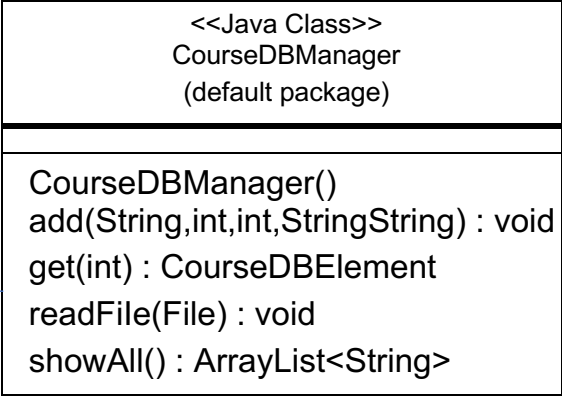 <<Java Class>>
CourseDBManager
(default package)
CourseDBManager()
add(String,int,int,StringString) : void
get(int) : CourseDBElement
readFile(File) : void
showAll() : ArrayList<String>